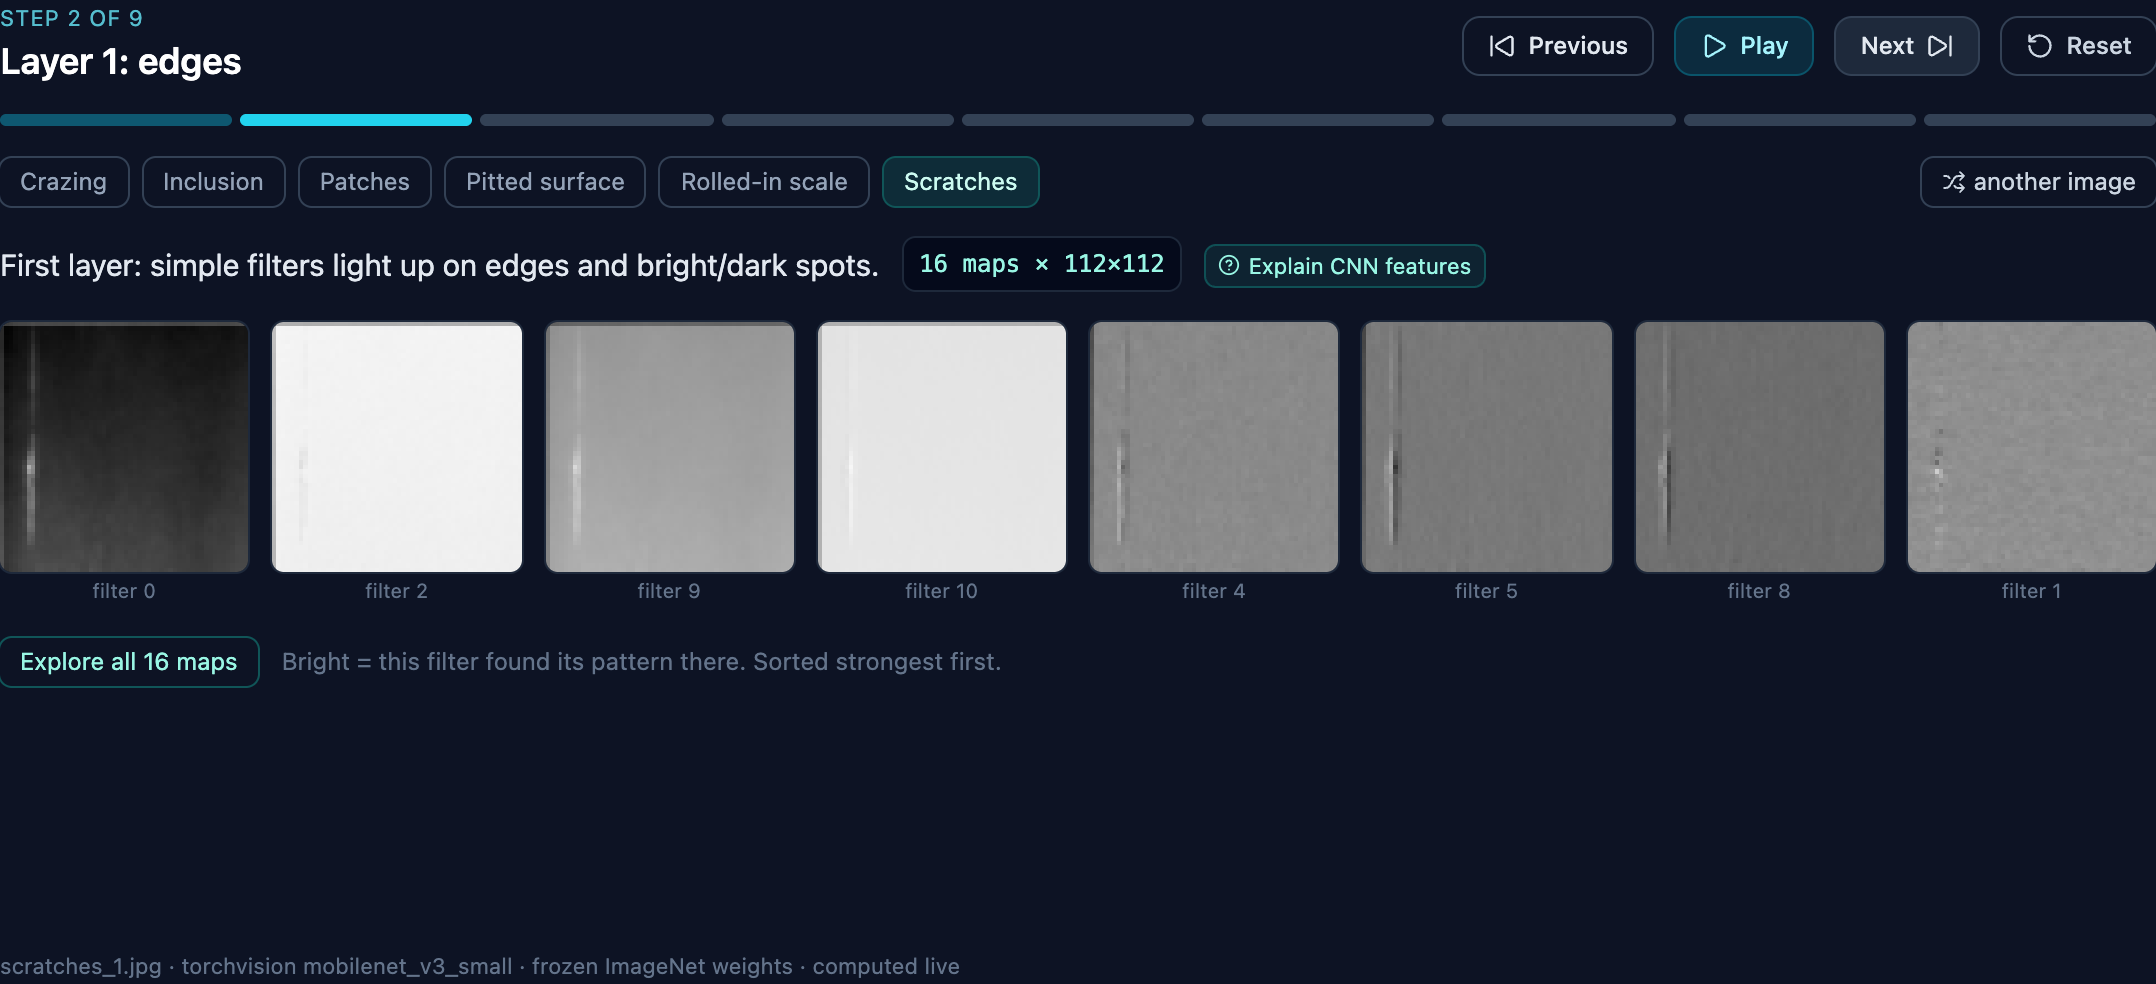 STEP 2 OF 9
Layer 1: edges
Previous
Play
Next
Reset
Crazing
Inclusion
Patches
Pitted surface
Rolled-in scale
Scratches
another image
First layer: simple filters light up on edges and bright/dark spots.
16 maps × 112×112
Explain CNN features
filter 0
filter 2
filter 9
filter 10
filter 4
filter 5
filter 8
filter 1
Explore all 16 maps
Bright = this filter found its pattern there. Sorted strongest first.
scratches_1.jpg · torchvision mobilenet_v3_small · frozen ImageNet weights · computed live